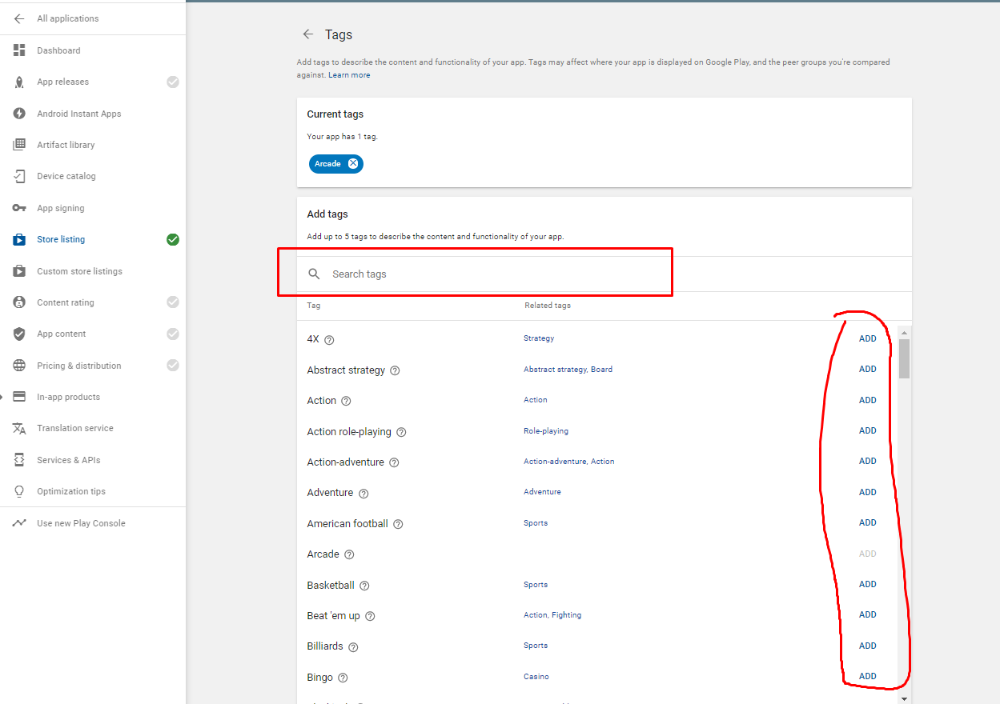 All applications
Dashboard
App releases
Android Instant Apps
Artifact library
Device catalog
App signing
Store listing
Custom store listings
Content rating
App content
Pricing & distribution
In-app products
Translation service
Services & APIs
Optimization tips
Use new Play Console
Tags
Add tags to describe the content and functionality of your app. Tags may affect where your app is displayed on Google Play, and the peer groups you're compared
against. Learn more
Current tags
Your app has 1 tag.
Arcade
Add tags
Add up to 5 tags to describe the content and functionality of your app.
Search tags
Tag Related tags
4X Strategy ADD
Abstract strategy Abstract strategy, Board ADD
Action Action ADD
Action role-playing Role-playing ADD
Action-adventure Action-adventure, Action ADD
Adventure Adventure ADD
American football Sports ADD
Arcade ADD
Basketball Sports ADD
Beat 'em up Action, Fighting ADD
Billiards Sports ADD
Bingo Casino ADD